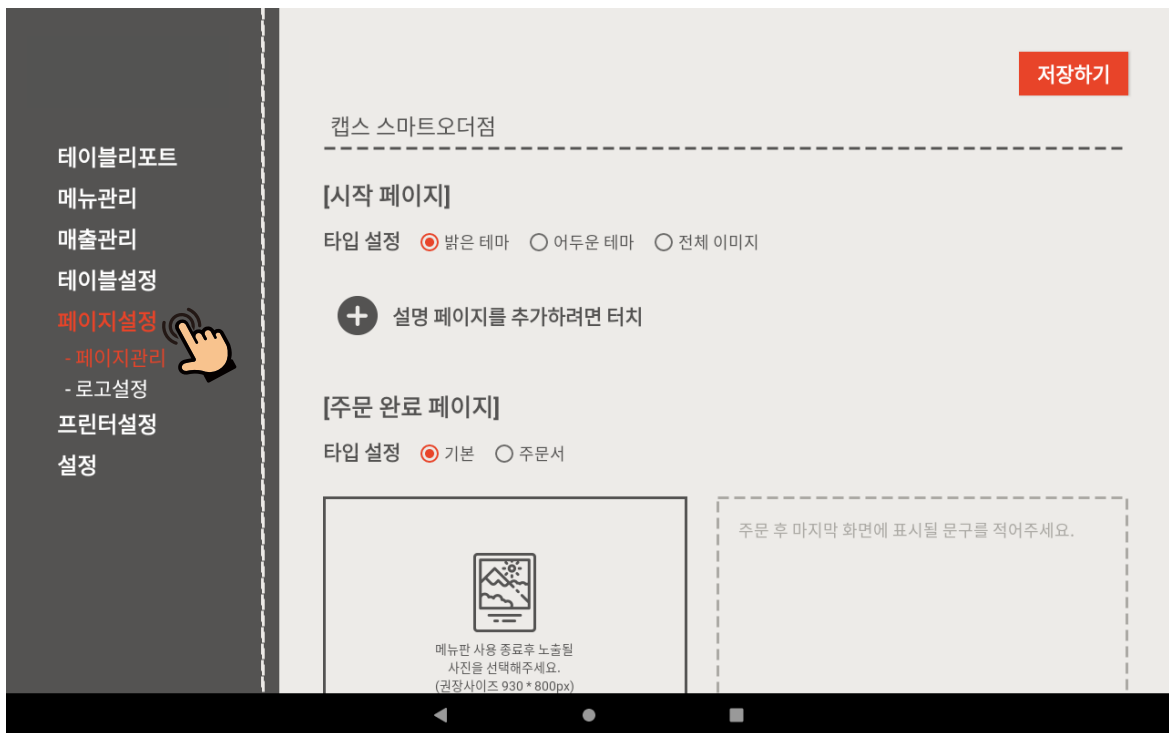 테이블리포트
메뉴관리
매출관리
테이블설정
페이지설정
- 페이지관리
- 로고설정
프린터설정
설정
저장하기
캡스 스마트오더점
[시작 페이지]
타입 설정 밝은 테마 어두운 테마 전체 이미지
설명 페이지를 추가하려면 터치
[주문 완료 페이지]
타입 설정 기본 주문서
메뉴판 사용 종료후 노출될
사진을 선택해주세요.
(권장사이즈 930 * 800px)
주문 후 마지막 화면에 표시될 문구를 적어주세요.